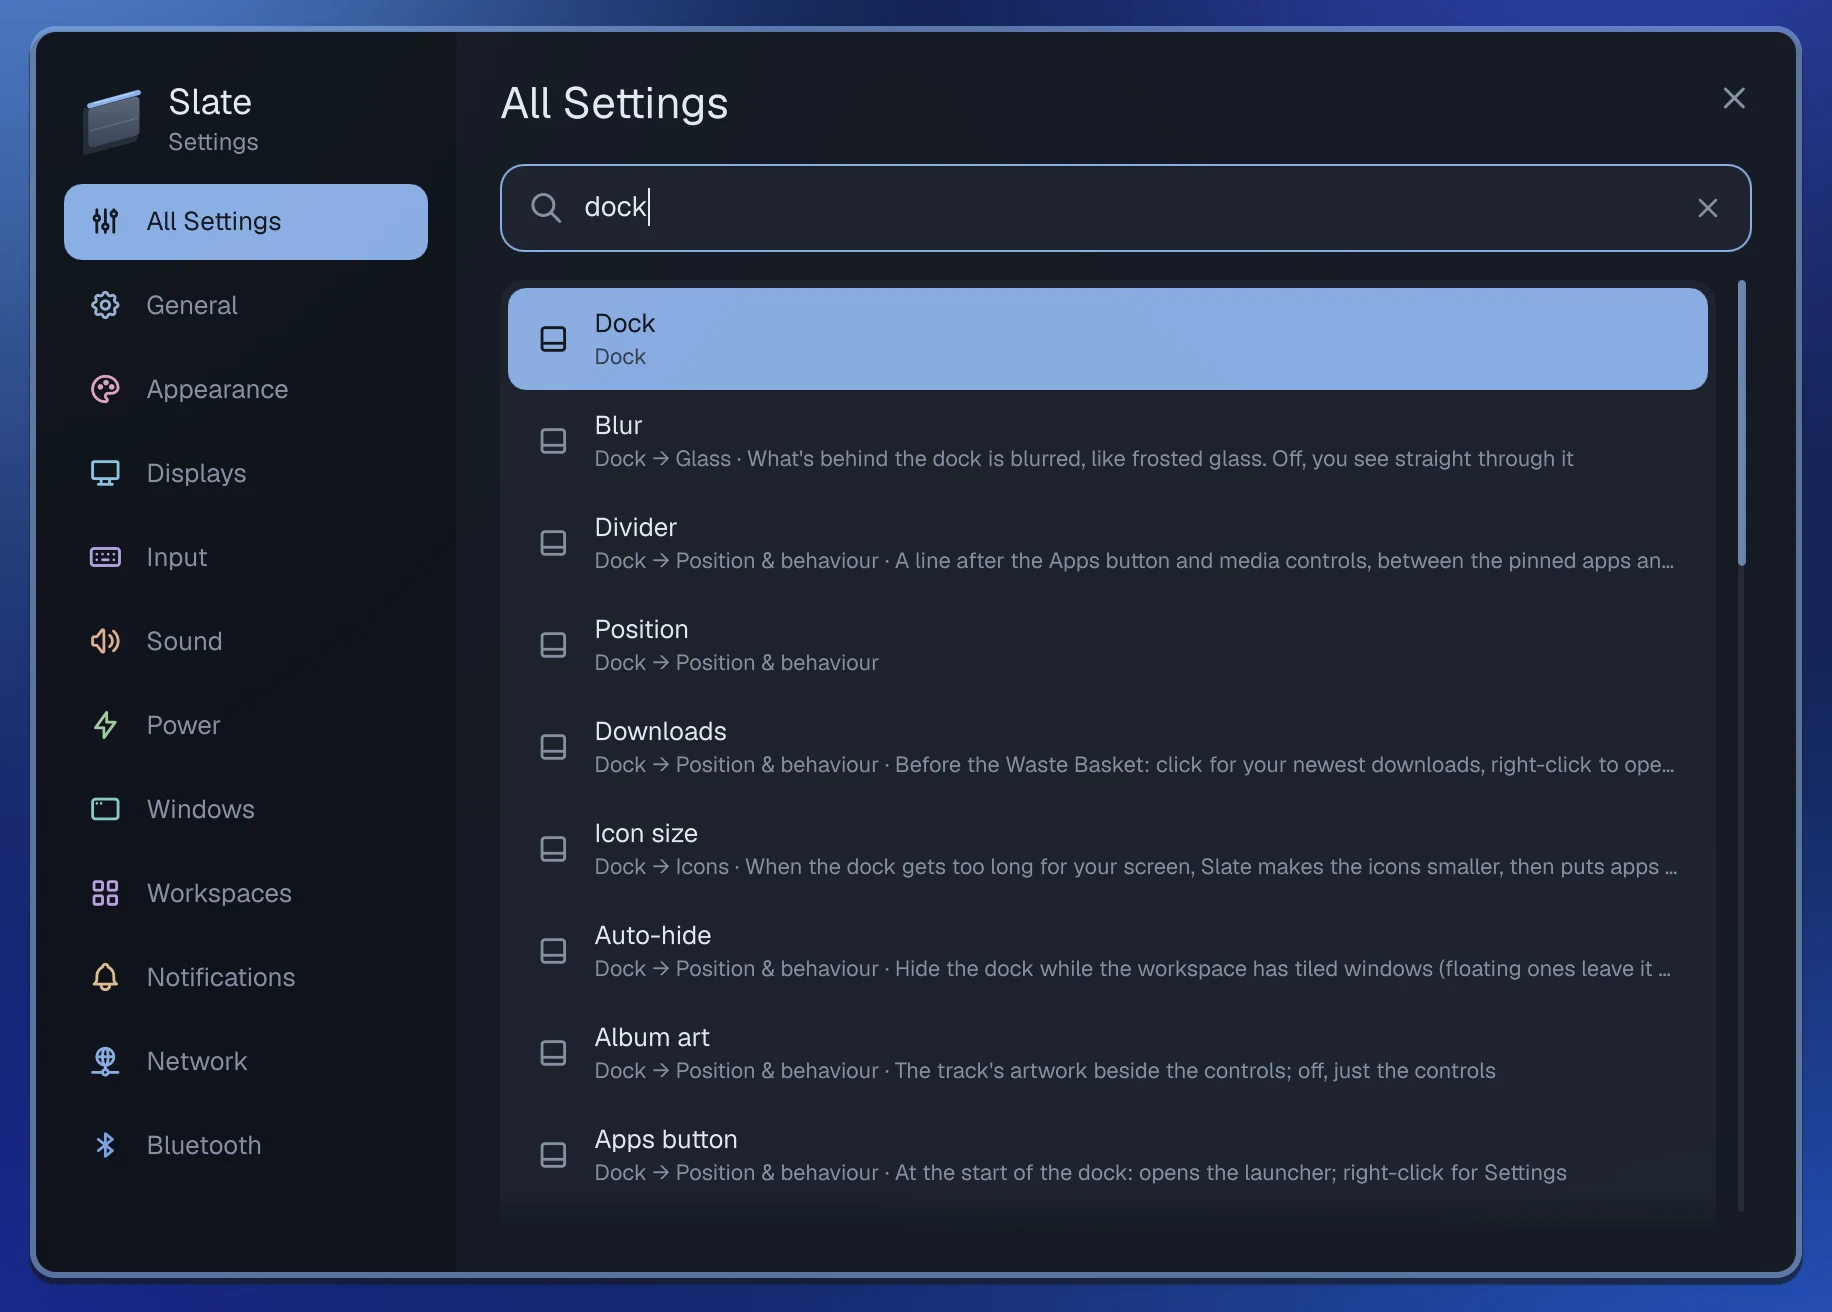 Slate
Settings
All Settings
General
Appearance
Displays
Input
Sound
Power
Windows
Workspaces
Notifications
Network
Bluetooth
All Settings
dock
Dock
Dock
Blur
Dock → Glass · What's behind the dock is blurred, like frosted glass. Off, you see straight through it
Divider
Dock → Position & behaviour · A line after the Apps button and media controls, between the pinned apps an...
Position
Dock → Position & behaviour
Downloads
Dock → Position & behaviour · Before the Waste Basket: click for your newest downloads, right-click to ope...
Icon size
Dock → Icons · When the dock gets too long for your screen, Slate makes the icons smaller, then puts apps ...
Auto-hide
Dock → Position & behaviour · Hide the dock while the workspace has tiled windows (floating ones leave it ...
Album art
Dock → Position & behaviour · The track's artwork beside the controls; off, just the controls
Apps button
Dock → Position & behaviour · At the start of the dock: opens the launcher; right-click for Settings